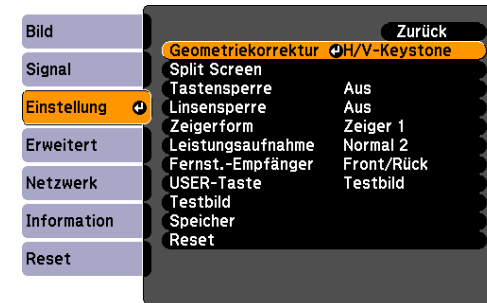 Bild
Signal
Einstellung
Erweitert
Netzwerk
Information
Reset
Zurück
Geometriekorrektur H/V-Keystone
Split Screen
Tastensperre Aus
Linsensperre Aus
Zeigerform Zeiger 1
Leistungsaufnahme Normal 2
Fernst.-Empfänger Front/Rück
USER-Taste Testbild
Testbild
Speicher
Reset